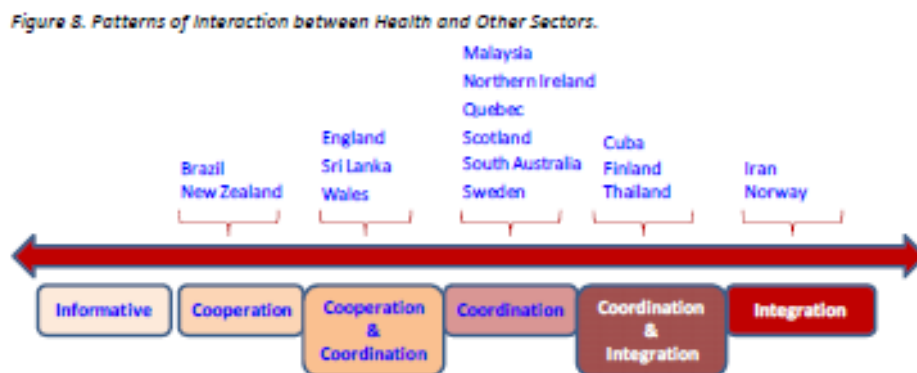 Figure 8. Patterns of Interaction between Health and Other Sectors.
Brazil
New Zealand
England
Sri Lanka
Wales
Malaysia
Northern Ireland
Quebec
Scotland
South Australia
Sweden
Cuba
Finland
Thailand
Iran
Norway
Informative
Cooperation
Cooperation
&
Coordination
Coordination
Coordination
&
Integration
Integration